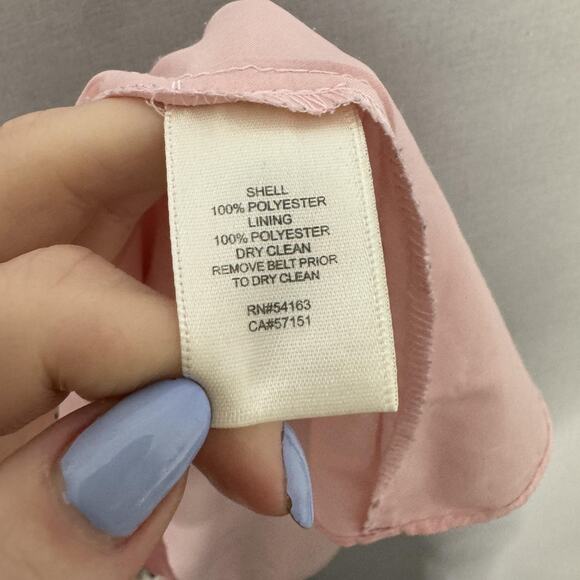 SHELL
100% POLYESTER
LINING
100% POLYESTER
DRY CLEAN
REMOVE BELT PRIOR
TO DRY CLEAN
RN#54163
CA#57151